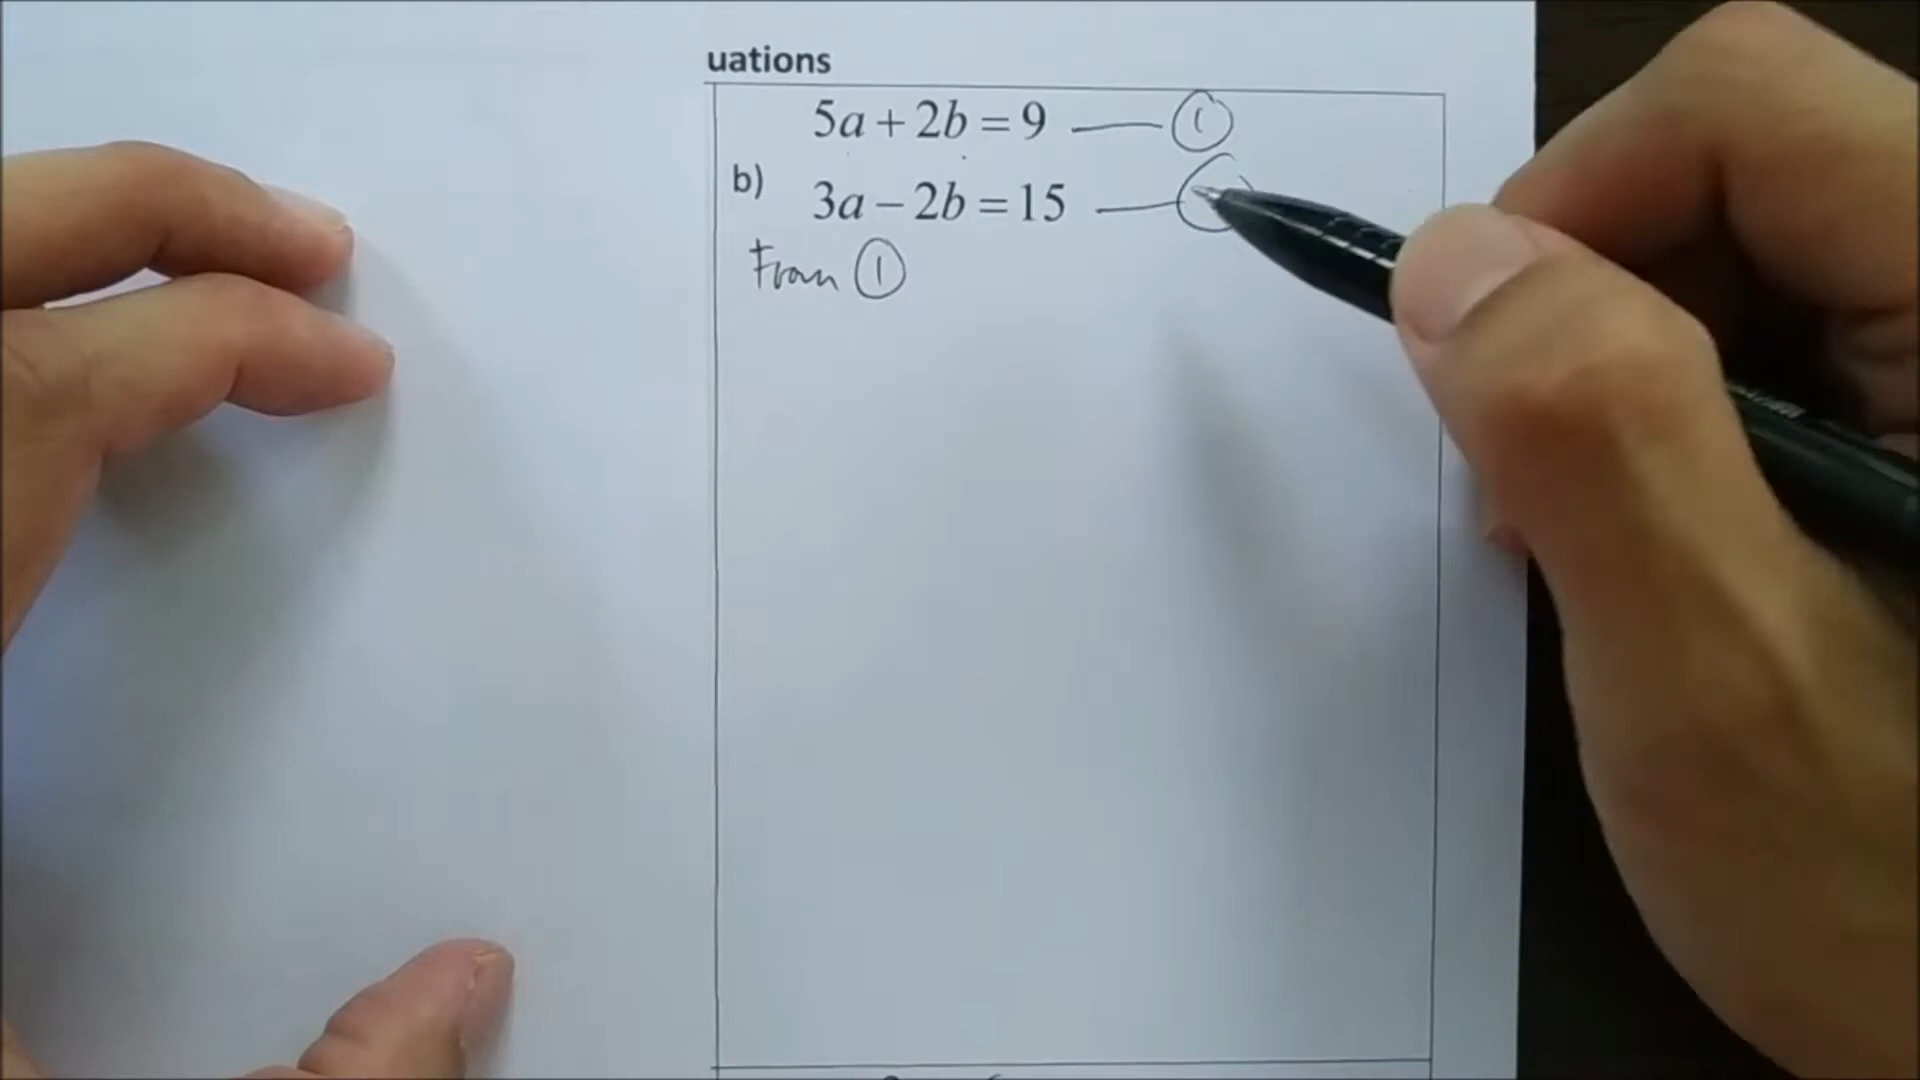 uations
5a + 2b = 9 — ①
b)
3a − 2b = 15 —
From ①